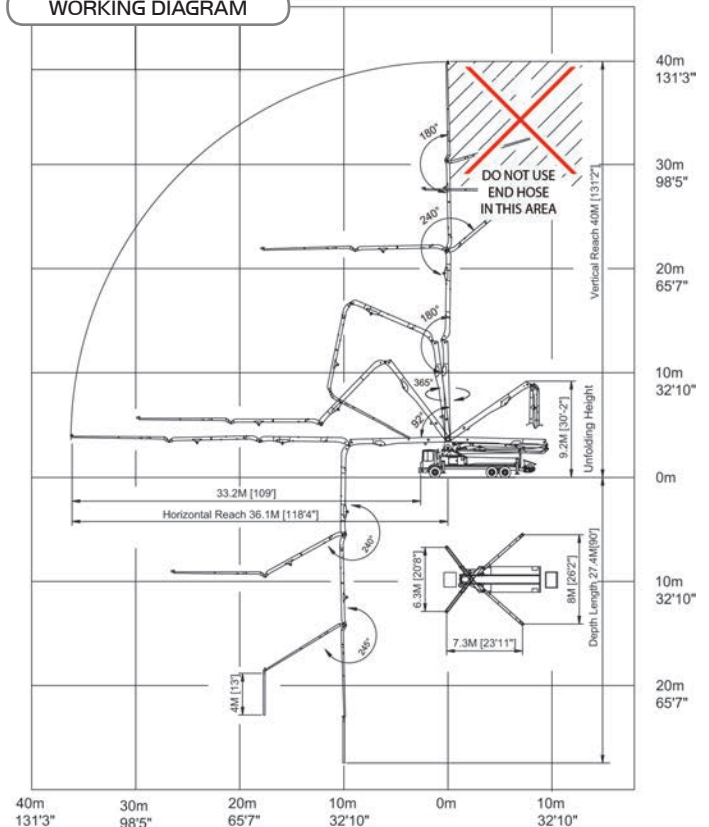 WORKING DIAGRAM
40m
131'3"
180°
30m
98'5"
DO NOT USE
END HOSE
IN THIS AREA
Vertical Reach 40M [131'2"]
240°
20m
65'7"
180°
365°
92°
10m
32'10"
9.2M [30'-2"]
Unfolding Height
0m
33.2M [109']
Horizontal Reach 36.1M [118'4"]
240°
6.3M [20'8"]
8M [26'2"]
Depth Length 27.4M[90']
10m
32'10"
7.3M [23'11"]
245°
4M [13']
20m
65'7"
40m
131'3"
30m
98'5"
20m
65'7"
10m
32'10"
0m
10m
32'10"